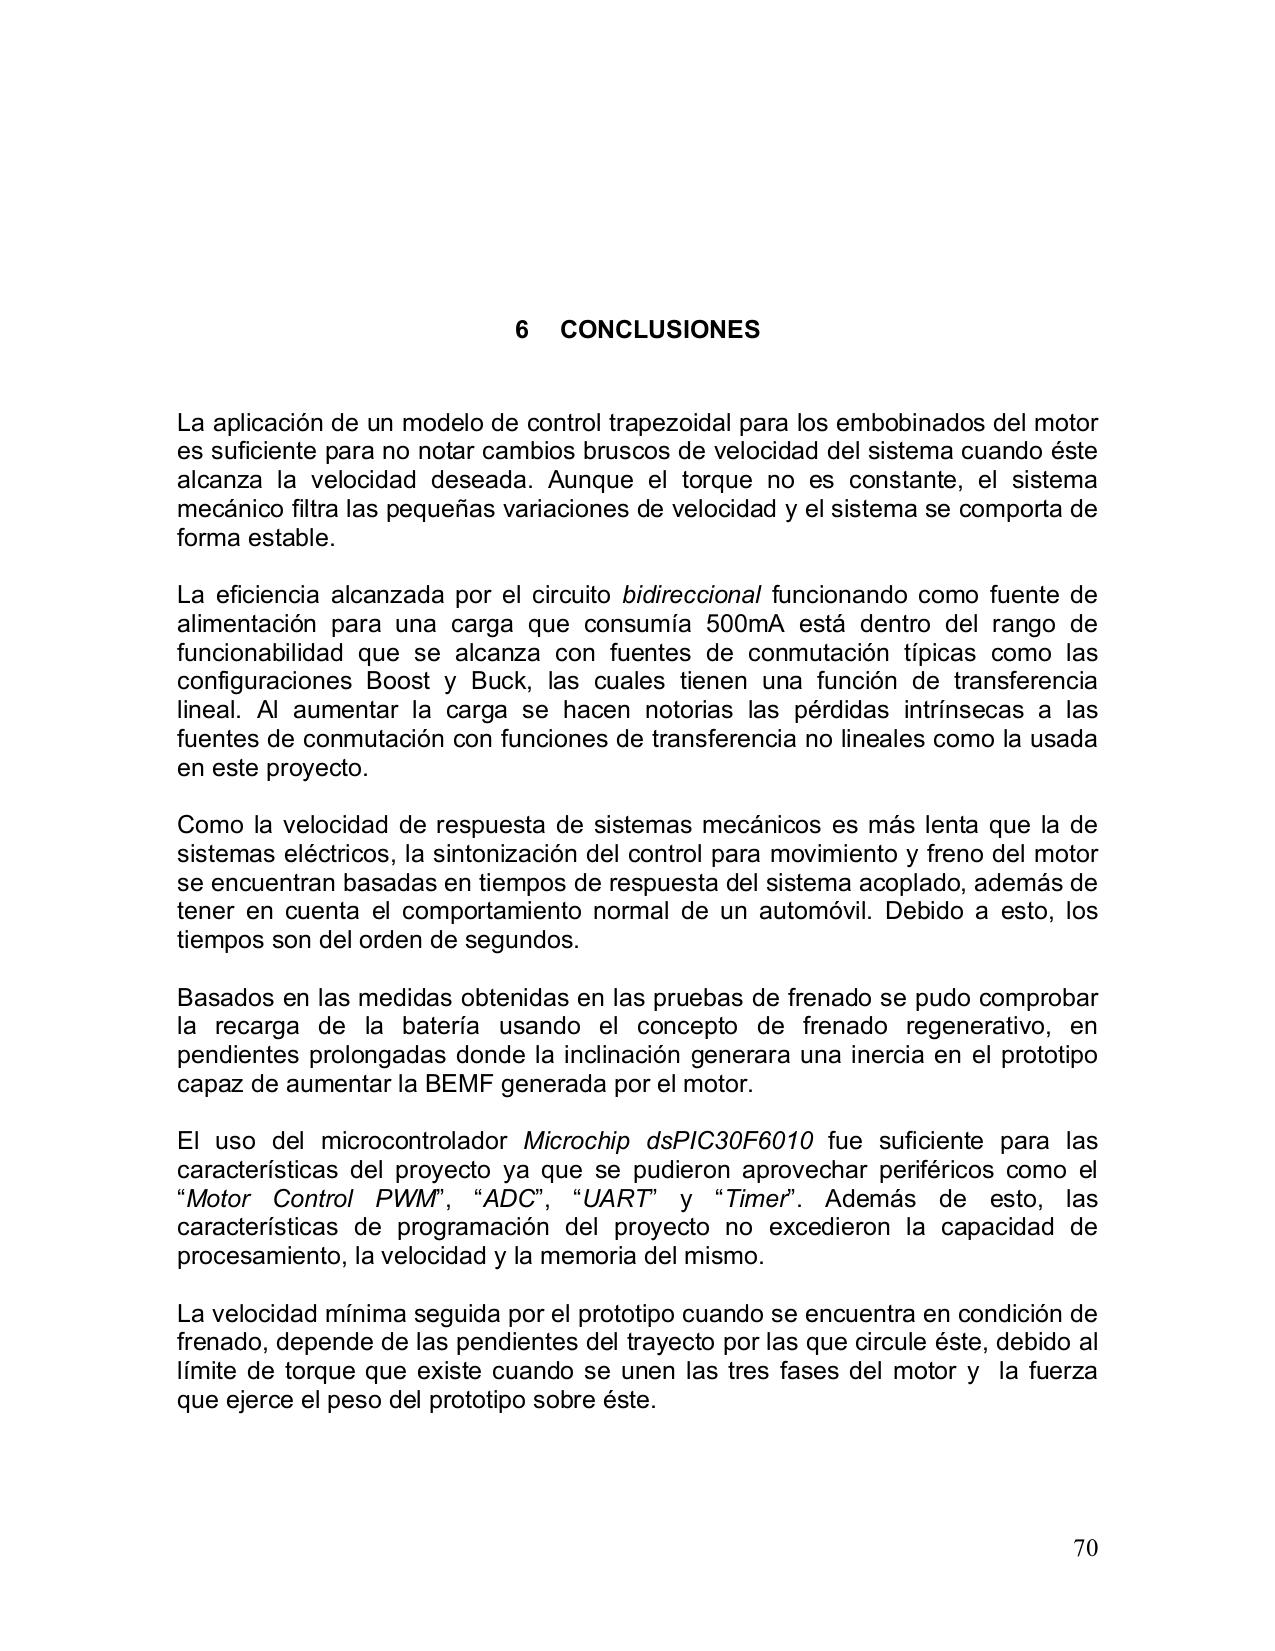 6 CONCLUSIONES
La aplicación de un modelo de control trapezoidal para los embobinados del motor
es suficiente para no notar cambios bruscos de velocidad del sistema cuando éste
alcanza la velocidad deseada. Aunque el torque no es constante, el sistema
mecánico filtra las pequeñas variaciones de velocidad y el sistema se comporta de
forma estable.
La eficiencia alcanzada por el circuito bidireccional funcionando como fuente de
alimentación para una carga que consumía 500mA está dentro del rango de
funcionabilidad que se alcanza con fuentes de conmutación típicas como las
configuraciones Boost y Buck, las cuales tienen una función de transferencia
lineal. Al aumentar la carga se hacen notorias las pérdidas intrínsecas a las
fuentes de conmutación con funciones de transferencia no lineales como la usada
en este proyecto.
Como la velocidad de respuesta de sistemas mecánicos es más lenta que la de
sistemas eléctricos, la sintonización del control para movimiento y freno del motor
se encuentran basadas en tiempos de respuesta del sistema acoplado, además de
tener en cuenta el comportamiento normal de un automóvil. Debido a esto, los
tiempos son del orden de segundos.
Basados en las medidas obtenidas en las pruebas de frenado se pudo comprobar
la recarga de la batería usando el concepto de frenado regenerativo, en
pendientes prolongadas donde la inclinación generara una inercia en el prototipo
capaz de aumentar la BEMF generada por el motor.
El uso del microcontrolador Microchip dsPIC30F6010 fue suficiente para las
características del proyecto ya que se pudieron aprovechar periféricos como el
“Motor Control PWM”, “ADC”, “UART” y “Timer”. Además de esto, las
características de programación del proyecto no excedieron la capacidad de
procesamiento, la velocidad y la memoria del mismo.
La velocidad mínima seguida por el prototipo cuando se encuentra en condición de
frenado, depende de las pendientes del trayecto por las que circule éste, debido al
límite de torque que existe cuando se unen las tres fases del motor y  la fuerza
que ejerce el peso del prototipo sobre éste.
70